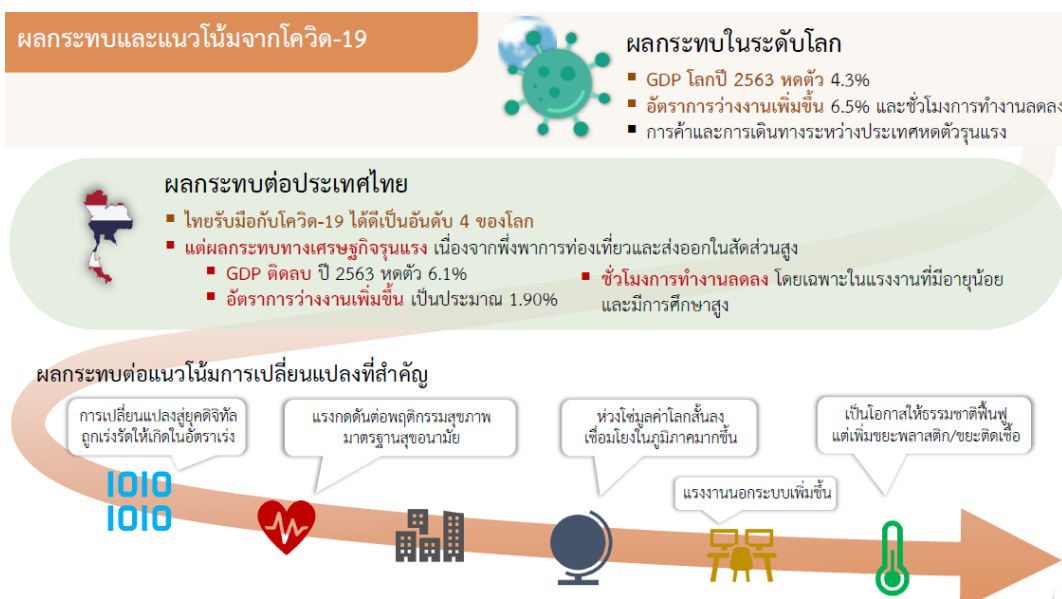 ผลกระทบและแนวโน้มจากโควิด-19
ผลกระทบในระดับโลก
▪ GDP โลกปี 2563 หดตัว 4.3%
▪ อัตราการว่างงานเพิ่มขึ้น 6.5% และชั่วโมงการทำงานลดลง
▪ การค้าและการเดินทางระหว่างประเทศหดตัวรุนแรง
ผลกระทบต่อประเทศไทย
▪ ไทยรับมือกับโควิด-19 ได้ดีเป็นอันดับ 4 ของโลก
▪ แต่ผลกระทบทางเศรษฐกิจรุนแรง เนื่องจากพึ่งพาการท่องเที่ยวและส่งออกในสัดส่วนสูง
▪ GDP ติดลบ ปี 2563 หดตัว 6.1%
▪ อัตราการว่างงานเพิ่มขึ้น เป็นประมาณ 1.90%
▪ ชั่วโมงการทำงานลดลง โดยเฉพาะในแรงงานที่มีอายุน้อย
และมีการศึกษาสูง
ผลกระทบต่อแนวโน้มการเปลี่ยนแปลงที่สำคัญ
การเปลี่ยนแปลงสู่ยุคดิจิทัล
ถูกเร่งรัดให้เกิดในอัตราเร่ง
แรงกดดันต่อพฤติกรรมสุขภาพ
มาตรฐานสุขอนามัย
ห่วงโซ่มูลค่าโลกสั้นลง
เชื่อมโยงในภูมิภาคมากขึ้น
แรงงานนอกระบบเพิ่มขึ้น
เป็นโอกาสให้ธรรมชาติฟื้นฟู
แต่เพิ่มขยะพลาสติก/ขยะติดเชื้อ
1010
1010